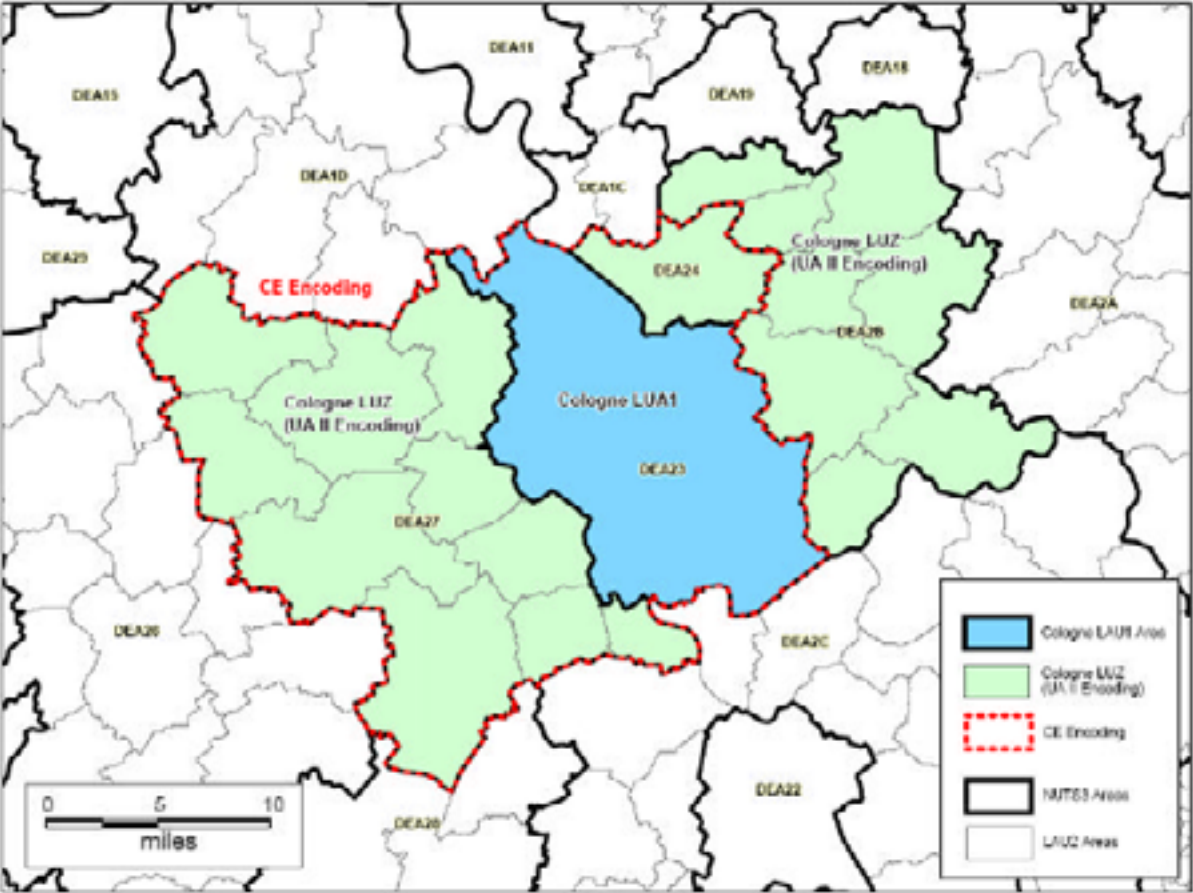 DEA11
DEA18
DEA15
DEA19
DEA1D
DEA1C
DEA29
Cologne LUZ
(UA II Encoding)
DEA24
CE Encoding
DEA2A
DEA2B
Cologne LUZ
(UA II Encoding)
Cologne LUA1
DEA23
DEA27
DEA26
DEA2C
DEA22
DEA28
0 5 10
miles
Cologne LAU1 Area
Cologne LUZ
(UA II Encoding)
CE Encoding
NUTS3 Areas
LAU2 Areas